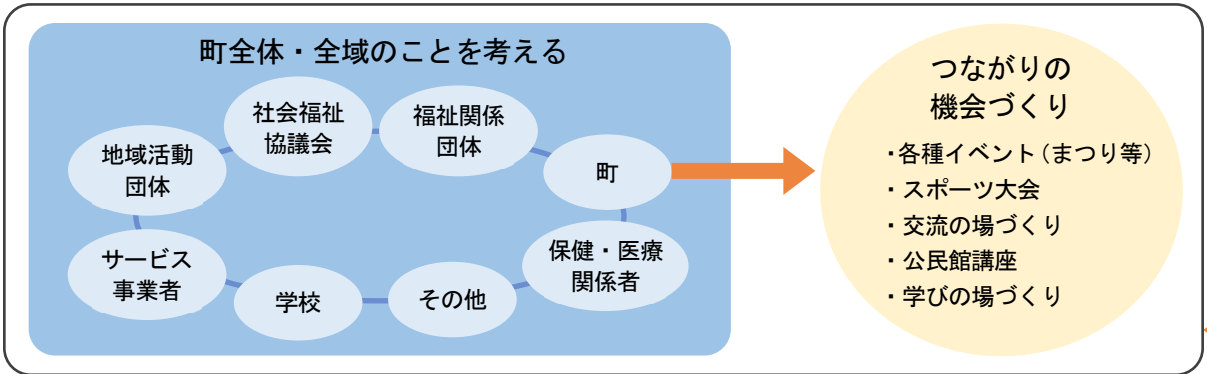 町全体・全域のことを考える
社会福祉
協議会
福祉関係
団体
地域活動
団体
町
サービス
事業者
学校
その他
保健・医療
関係者
つながりの
機会づくり
・各種イベント(まつり等)
・スポーツ大会
・交流の場づくり
・公民館講座
・学びの場づくり